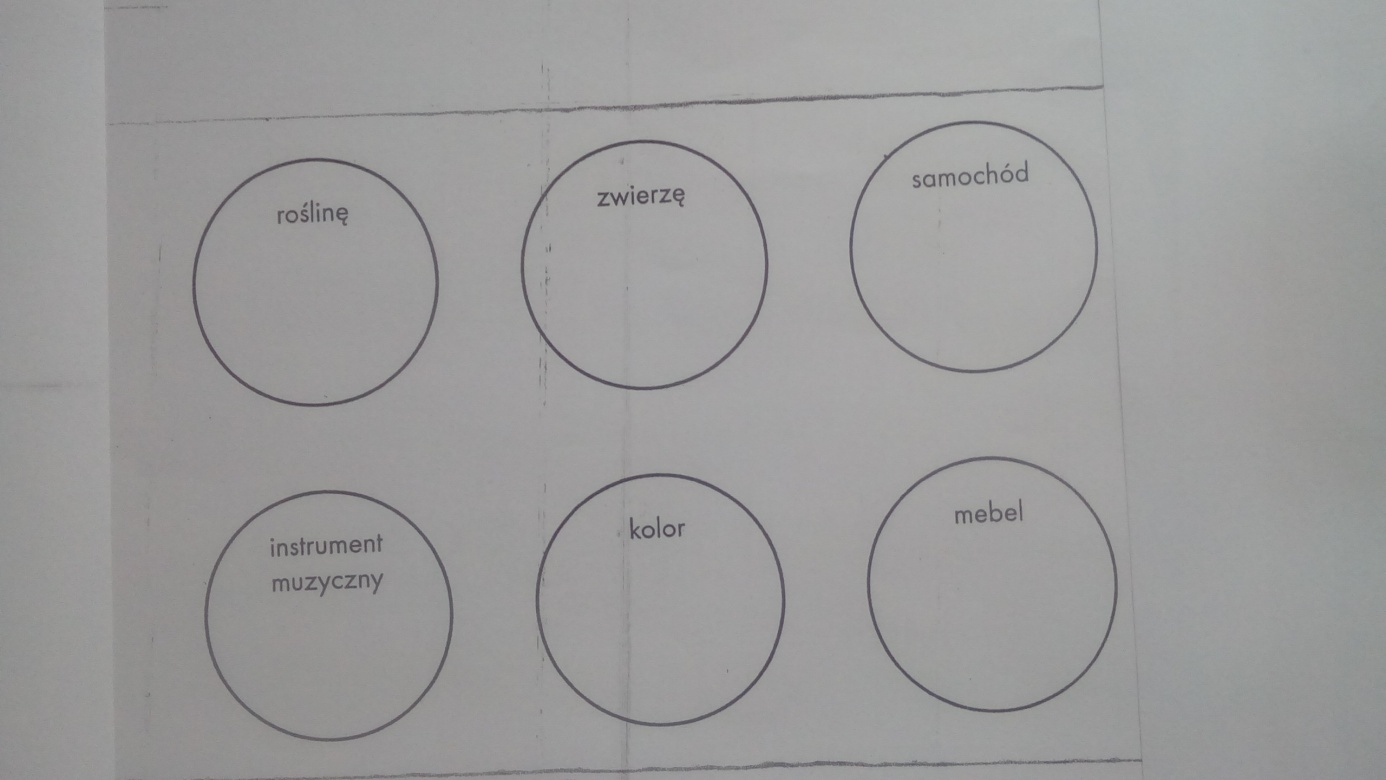 roślinę
zwierzę
samochód
instrument
muzyczny
kolor
mebel